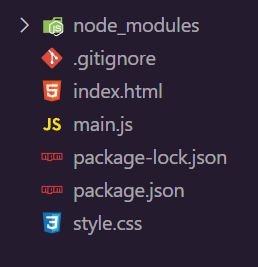 node_modules
.gitignore
index.html
JS main.js
package-lock.json
package.json
style.css